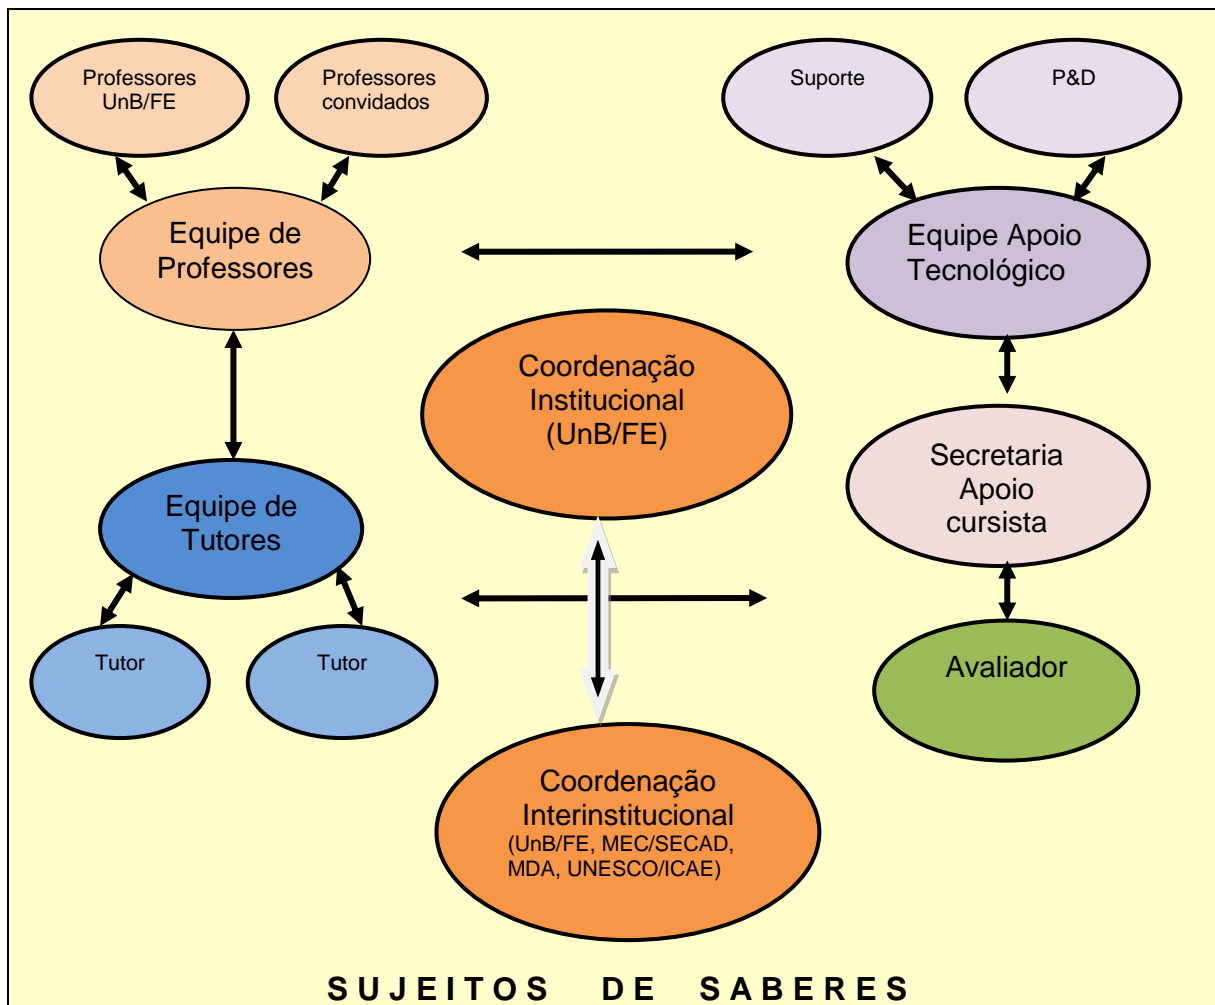 Professores
UnB/FE
Professores
convidados
Suporte
P&D
Equipe de
Professores
Equipe Apoio
Tecnológico
Coordenação
Institucional
(UnB/FE)
Secretaria
Apoio
cursista
Equipe de
Tutores
Tutor
Tutor
Avaliador
Coordenação
Interinstitucional
(UnB/FE, MEC/SECAD,
MDA, UNESCO/ICAE)
SUJEITOS DE SABERES